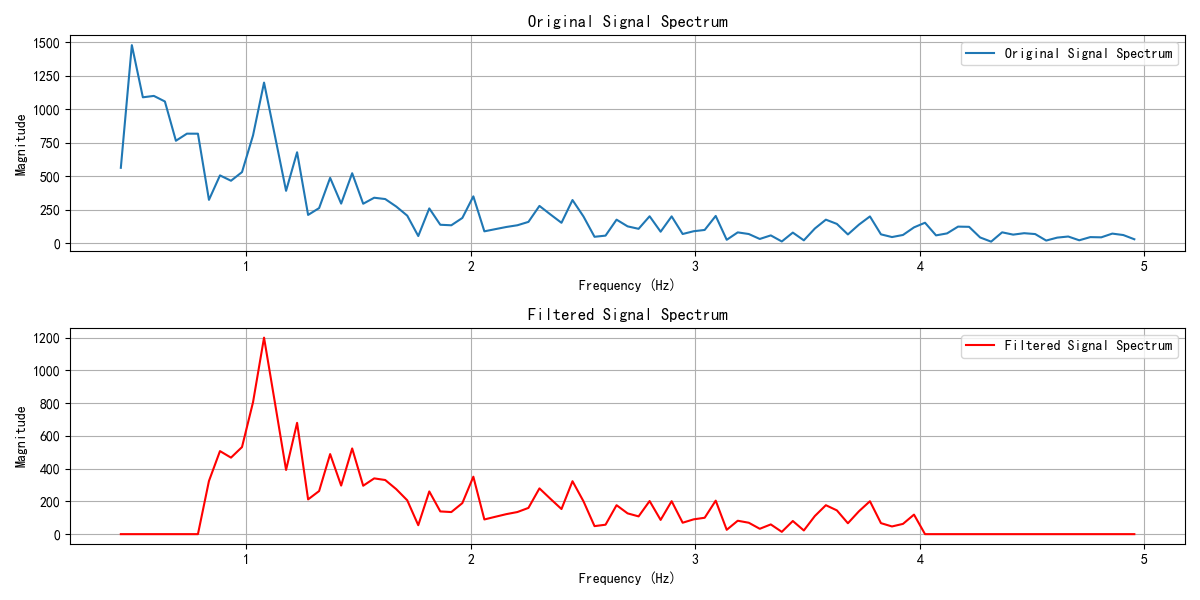 Original Signal Spectrum
1500
1250
1000
750
500
250
0
Magnitude
Original Signal Spectrum
1 2 3 4 5
Frequency (Hz)
Filtered Signal Spectrum
1200
1000
800
600
400
200
0
Magnitude
Filtered Signal Spectrum
1 2 3 4 5
Frequency (Hz)